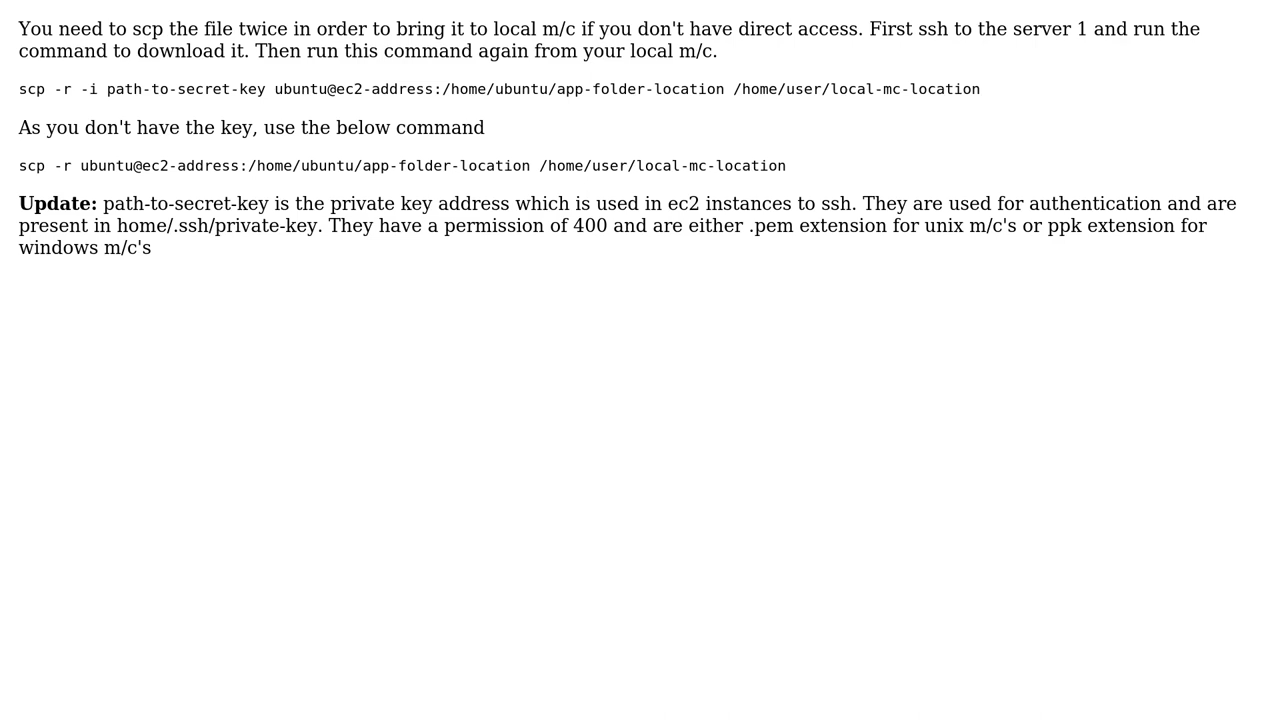 You need to scp the file twice in order to bring it to local m/c if you don't have direct access. First ssh to the server 1 and run the
command to download it. Then run this command again from your local m/c.
scp -r -i path-to-secret-key ubuntu@ec2-address:/home/ubuntu/app-folder-location /home/user/local-mc-location
As you don't have the key, use the below command
scp -r ubuntu@ec2-address:/home/ubuntu/app-folder-location /home/user/local-mc-location
Update: path-to-secret-key is the private key address which is used in ec2 instances to ssh. They are used for authentication and are
present in home/.ssh/private-key. They have a permission of 400 and are either .pem extension for unix m/c's or ppk extension for
windows m/c's